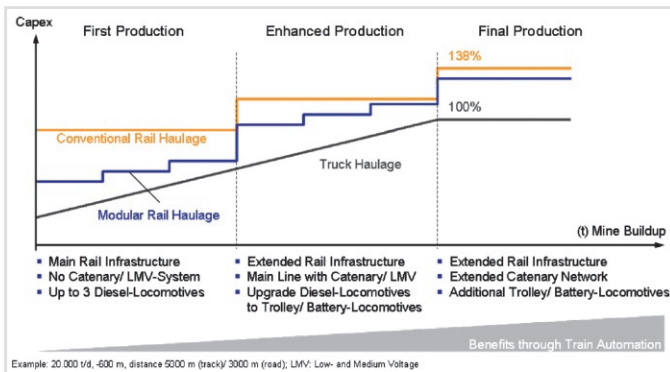 Capex
First Production
Enhanced Production
Final Production
138%
100%
Conventional Rail Haulage
Truck Haulage
Modular Rail Haulage
(t) Mine Buildup
Main Rail Infrastructure
No Catenary/ LMV-System
Up to 3 Diesel-Locomotives
Extended Rail Infrastructure
Main Line with Catenary/ LMV
Upgrade Diesel-Locomotives
to Trolley/ Battery-Locomotives
Extended Rail Infrastructure
Extended Catenary Network
Additional Trolley/ Battery-Locomotives
Benefits through Train Automation
Example: 20.000 t/d, -600 m, distance 5000 m (track)/ 3000 m (road); LMV: Low- and Medium Voltage